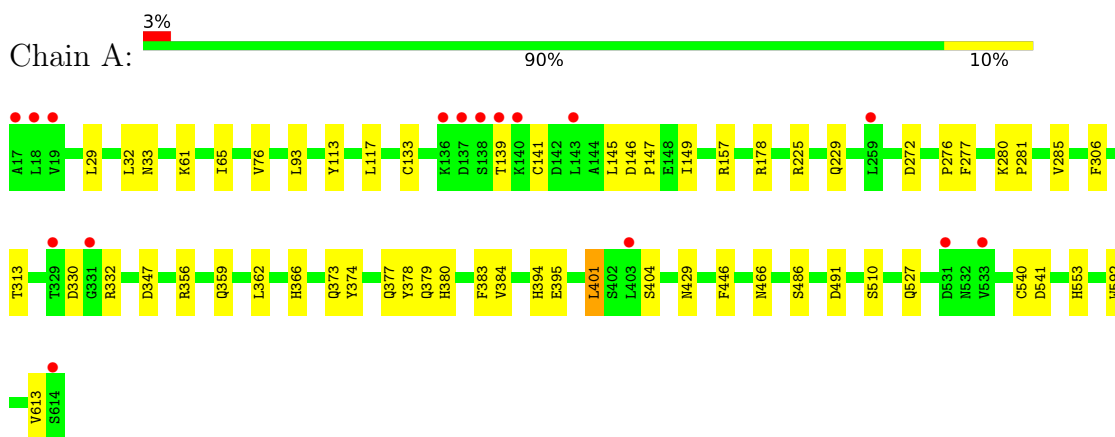 3%
Chain A:
90% 10%
A17 L18 V19 L29 L32 N33 K61 I65 V76 L93 Y113 L117 C133 K136 D137 S138 T139 K140 C141 D142 L143 A144 L145 D146 P147 E148 I149 R157 R178 R225 Q229 L259 D272 P276 F277 K280 P281 V285 F306
T313 T329 D330 G331 R332 D347 R356 Q359 L362 H366 Q373 Y374 Q377 Y378 Q379 H380 F383 V384 H394 E395 L401 S402 L403 S404 N429 F446 N466 S486 D491 S510 Q527 D531 N532 V533 C540 D541 H553
V613 S614